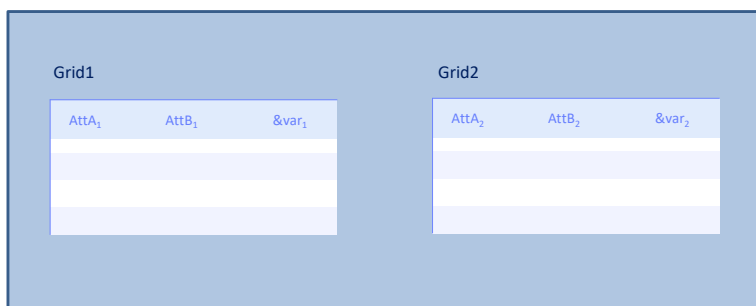 Grid1
Grid2
AttA₁ AttB₁ &var₁
AttA₂ AttB₂ &var₂